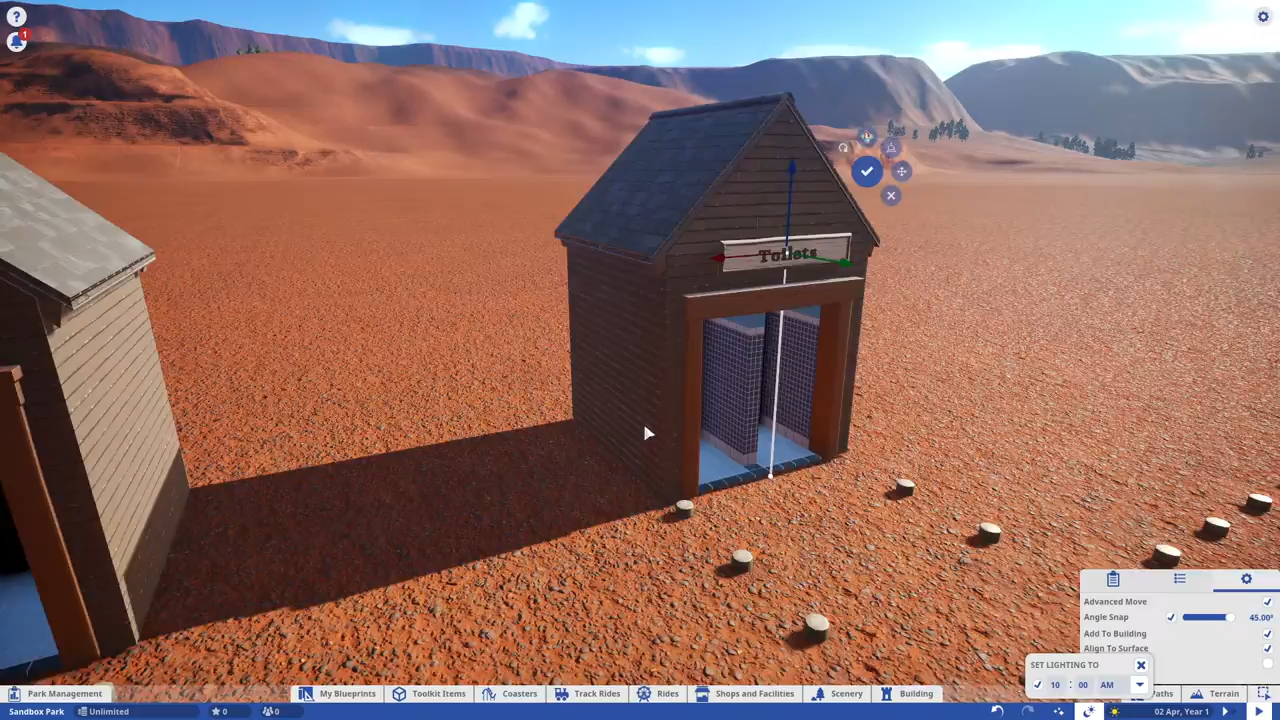 ?
1
Toilets
Advanced Move
Angle Snap 45.00°
Add To Building
Align To Surface
SET LIGHTING TO
10 : 00 AM
Park Management My Blueprints Toolkit Items Coasters Track Rides Rides Shops and Facilities Scenery Building Paths Terrain
Sandbox Park Unlimited 0 0 02 Apr, Year 1